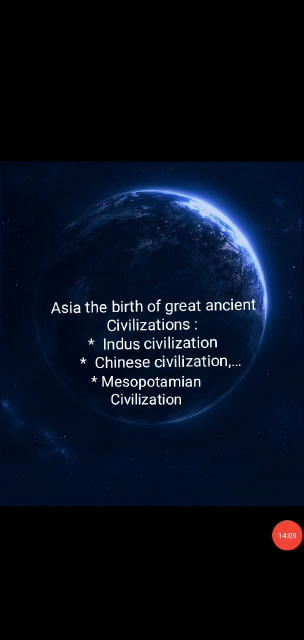 Asia the birth of great ancient
Civilizations :
* Indus civilization
* Chinese civilization,...
* Mesopotamian
Civilization
14:09